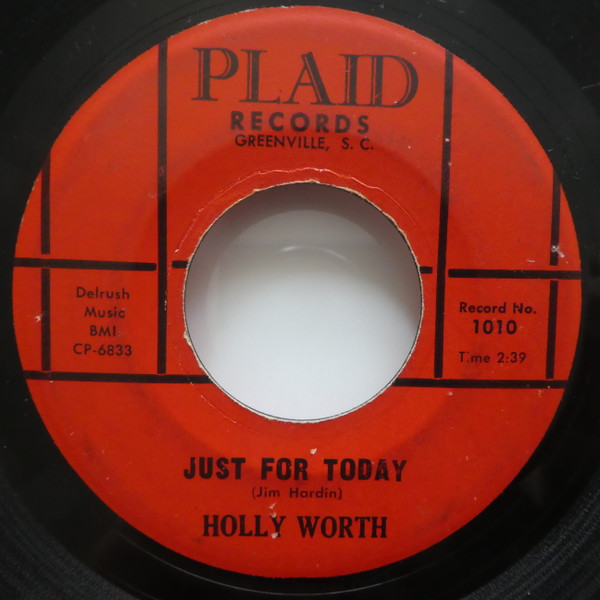 PLAID
RECORDS
GREENVILLE, S. C.
Delrush
Music
BMI
CP-6833
Record No.
1010
Time 2:39
JUST FOR TODAY
(Jim Hardin)
HOLLY WORTH